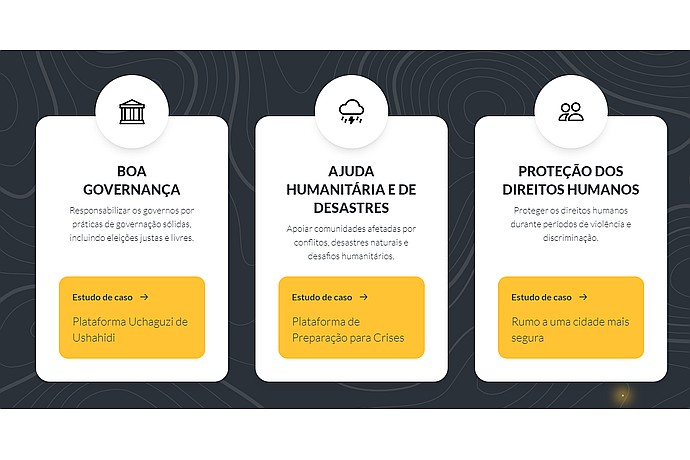 BOA
GOVERNANÇA
Responsabilizar os governos por
práticas de governação sólidas,
incluindo eleições justas e livres.
Estudo de caso →
Plataforma Uchaguzi de
Ushahidi
AJUDA
HUMANITÁRIA E DE
DESASTRES
Apoiar comunidades afetadas por
conflitos, desastres naturais e
desafios humanitários.
Estudo de caso →
Plataforma de
Preparação para Crises
PROTEÇÃO DOS
DIREITOS HUMANOS
Proteger os direitos humanos
durante períodos de violência e
discriminação.
Estudo de caso →
Rumo a uma cidade mais
segura